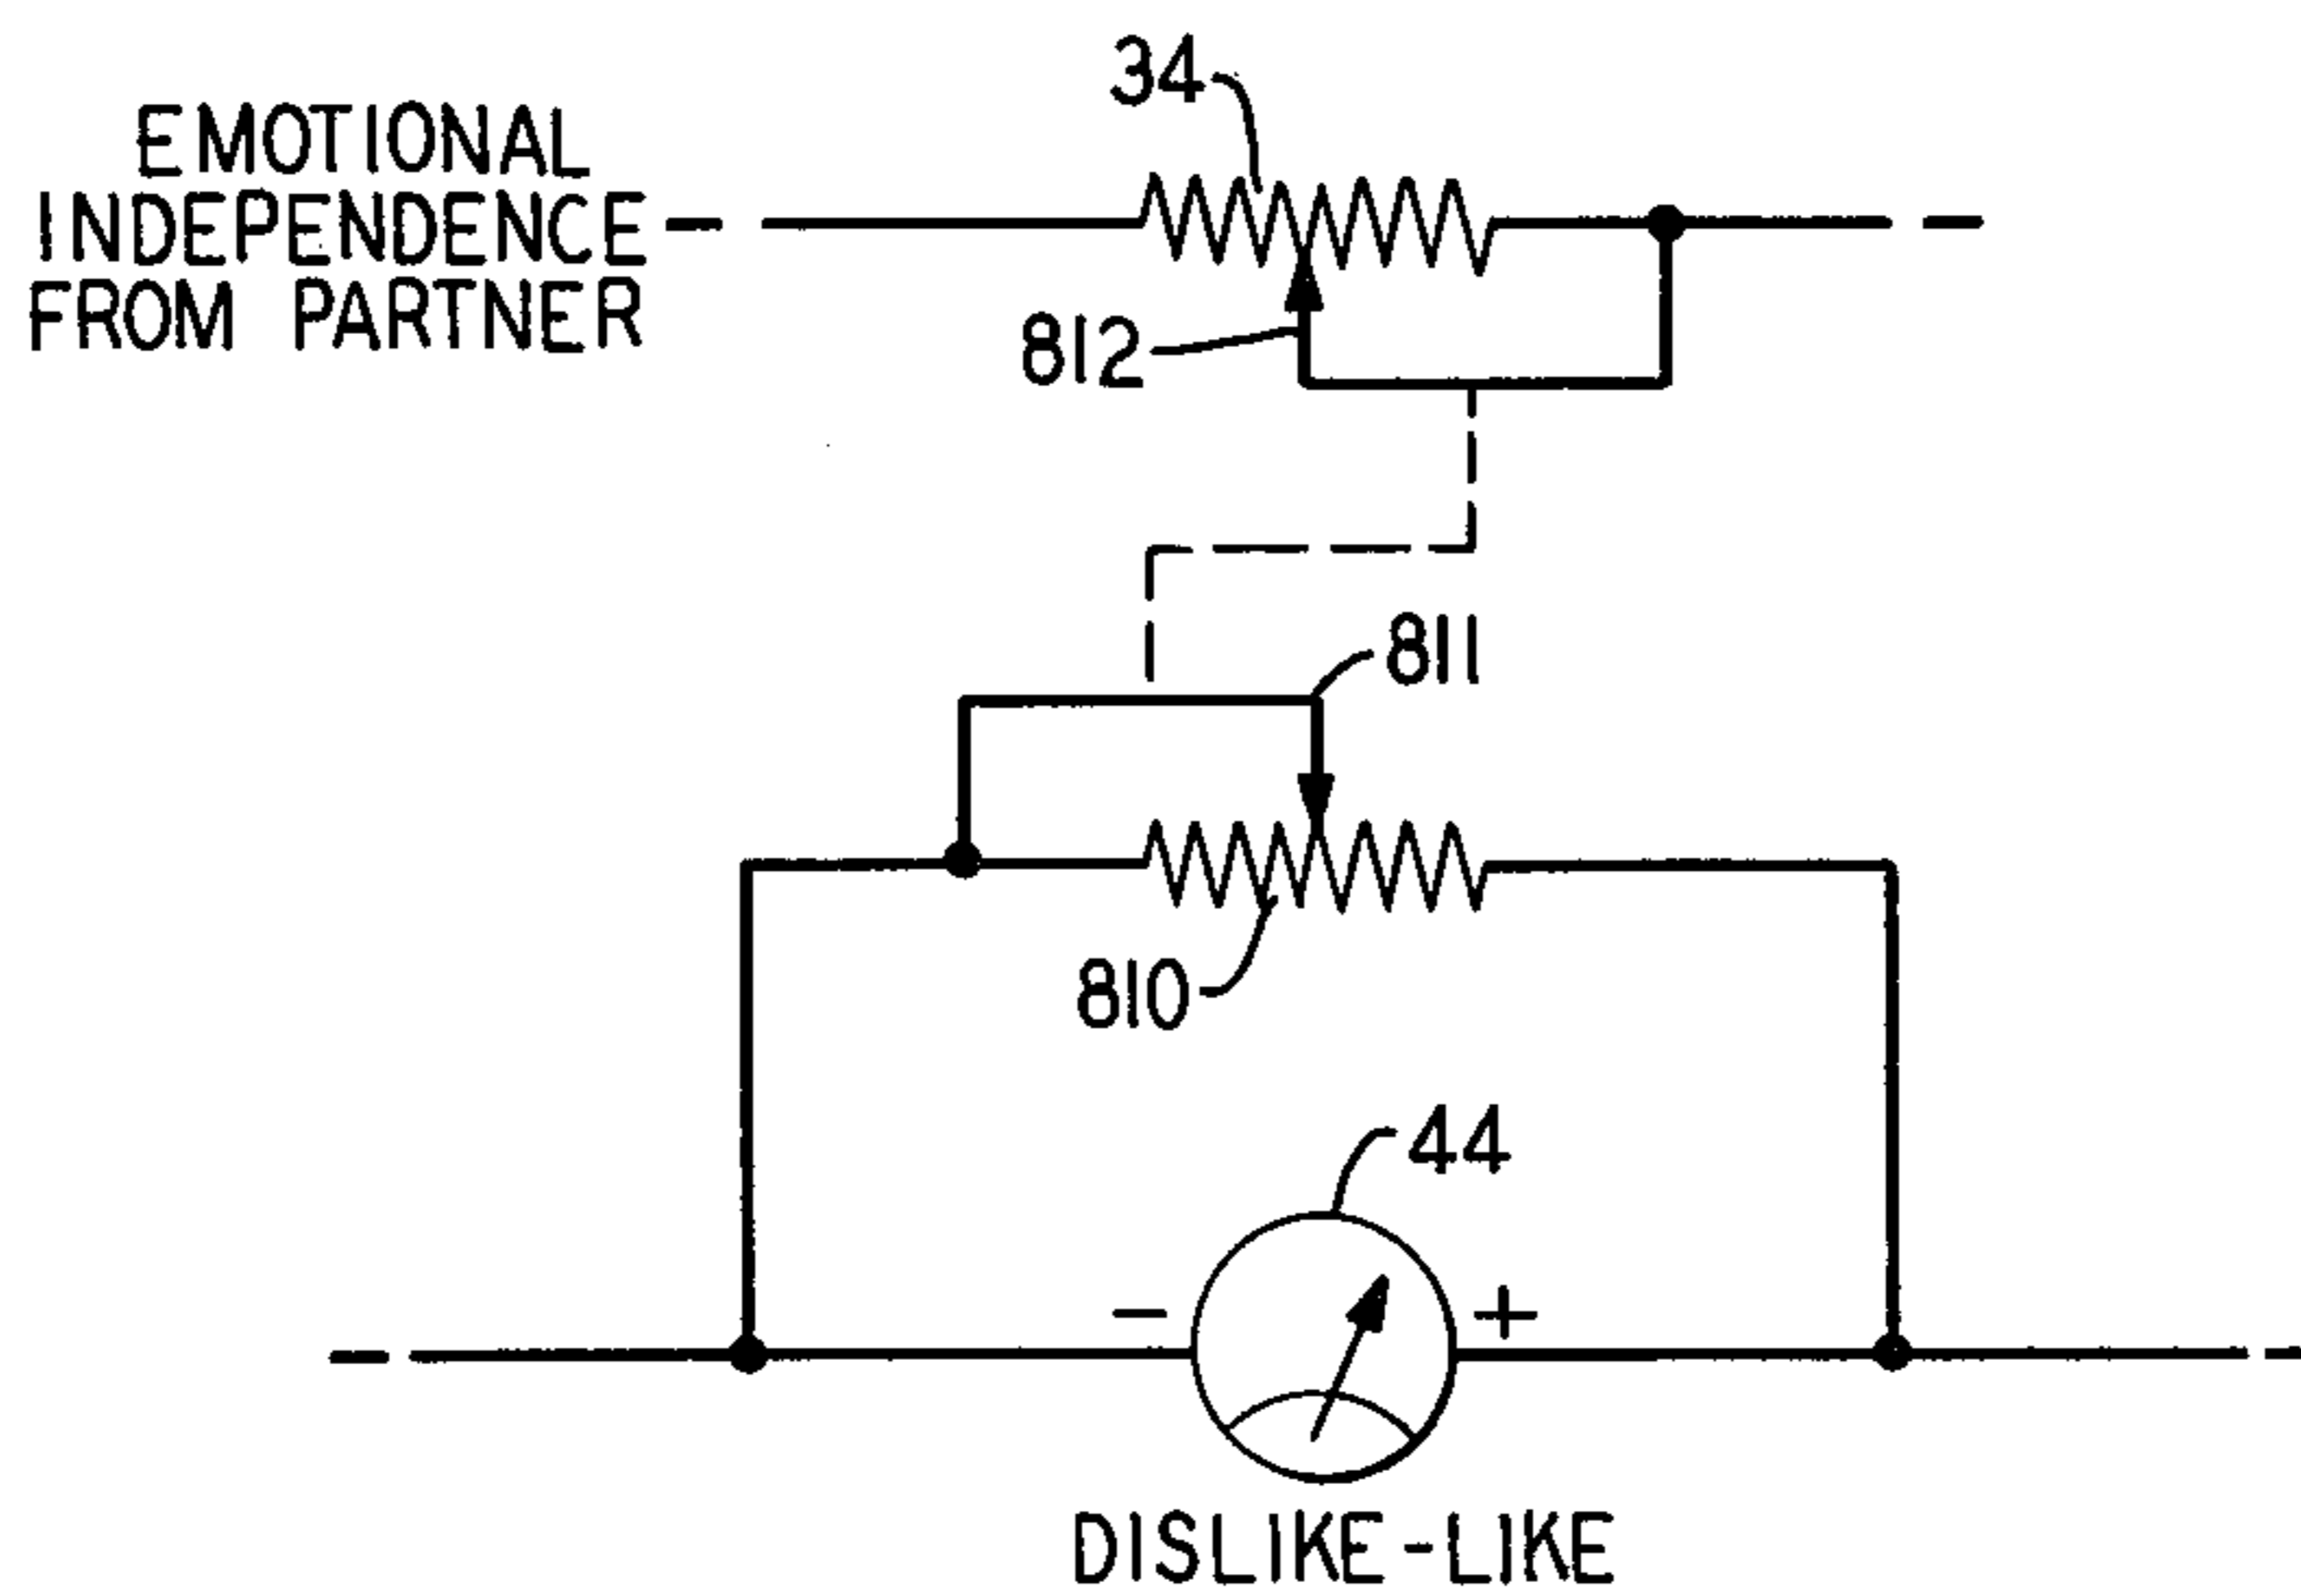 34
EMOTIONAL
INDEPENDENCE
FROM PARTNER
812
811
810
44
- +
DISLIKE-LIKE